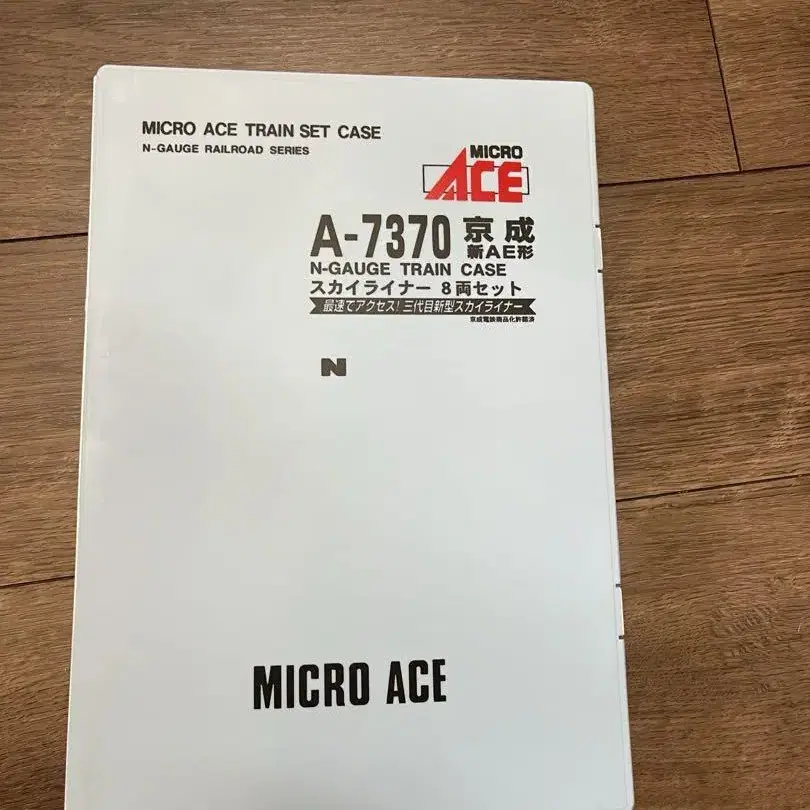 MICRO ACE TRAIN SET CASE
N-GAUGE RAILROAD SERIES
MICRO
ACE
A-7370 京成
新AE形
N-GAUGE TRAIN CASE
スカイライナー 8両セット
最速でアクセス!三代目新型スカイライナー
京成電鉄商品化許諾済
N
MICRO ACE